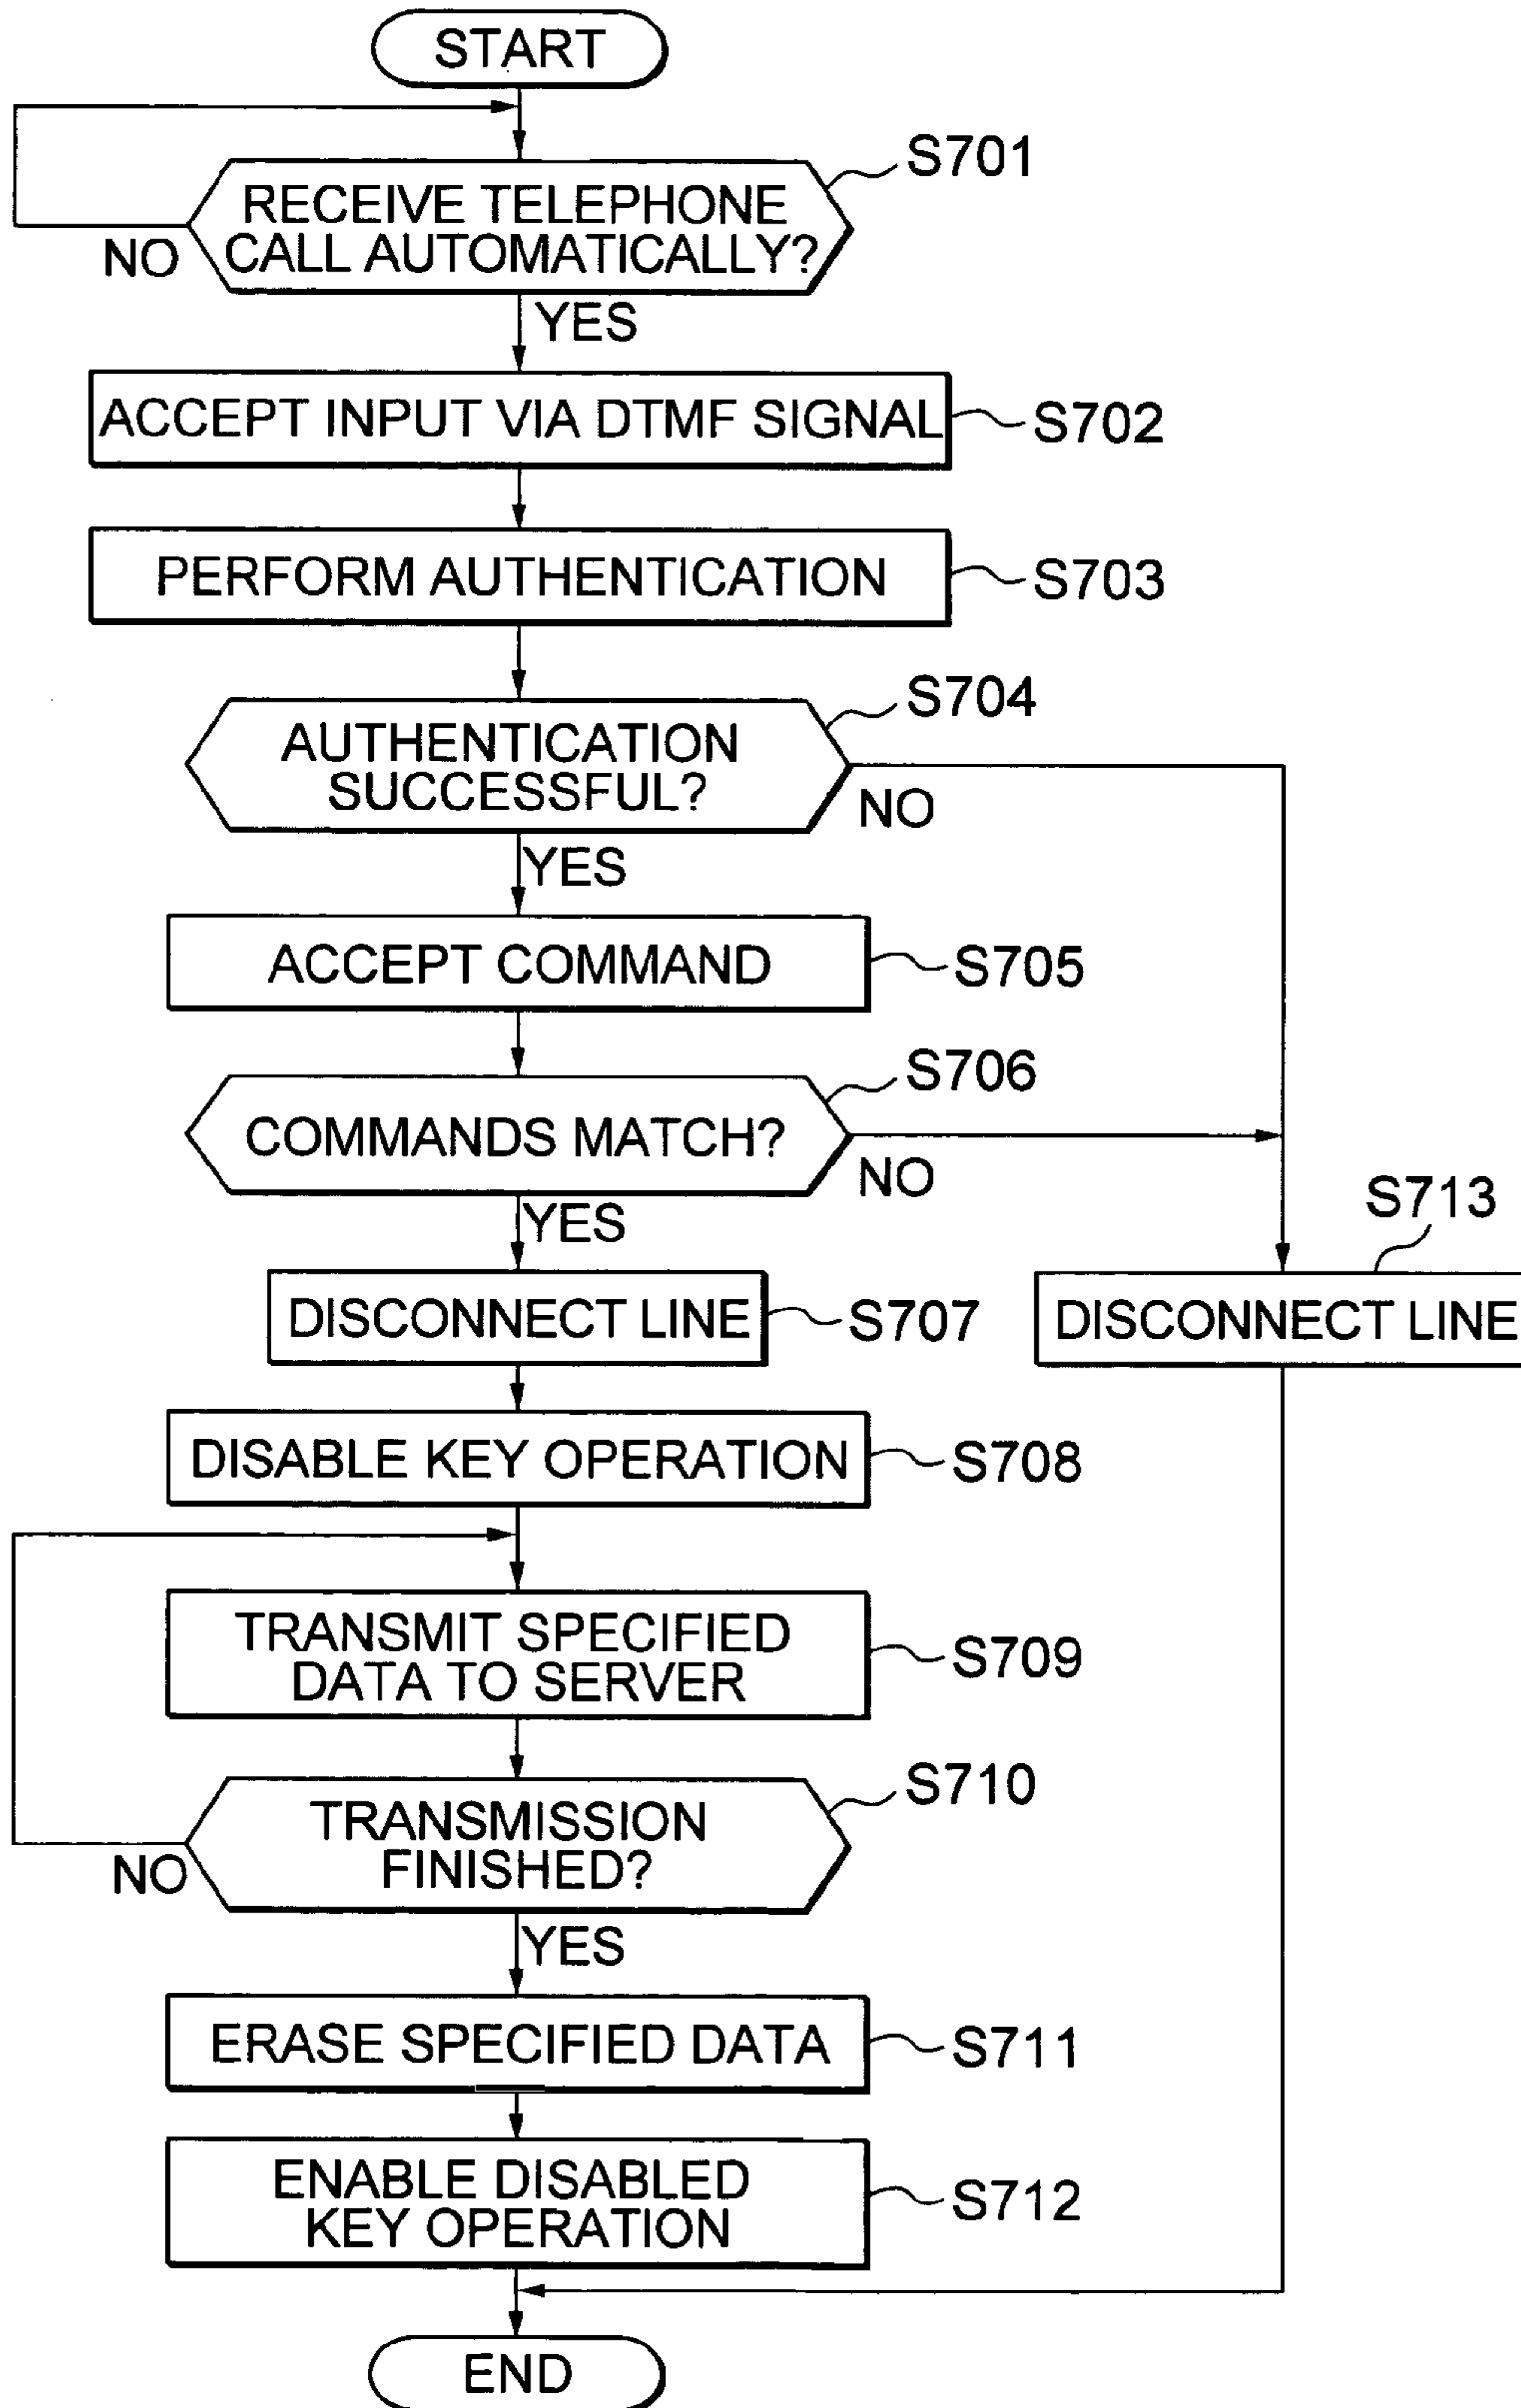 START
S701
RECEIVE TELEPHONE
CALL AUTOMATICALLY?
NO
YES
ACCEPT INPUT VIA DTMF SIGNAL
S702
PERFORM AUTHENTICATION
S703
S704
AUTHENTICATION
SUCCESSFUL?
NO
YES
ACCEPT COMMAND
S705
S706
COMMANDS MATCH?
NO
YES
S713
DISCONNECT LINE
S707
DISCONNECT LINE
DISABLE KEY OPERATION
S708
TRANSMIT SPECIFIED
DATA TO SERVER
S709
S710
TRANSMISSION
FINISHED?
NO
YES
ERASE SPECIFIED DATA
S711
ENABLE DISABLED
KEY OPERATION
S712
END